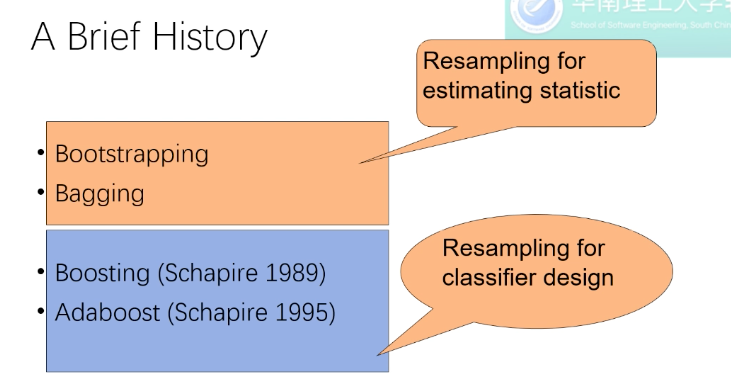 A Brief History
华南理工大学
School of Software Engineering, South Chin
Resampling for
estimating statistic
• Bootstrapping
• Bagging
• Boosting (Schapire 1989)
• Adaboost (Schapire 1995)
Resampling for
classifier design